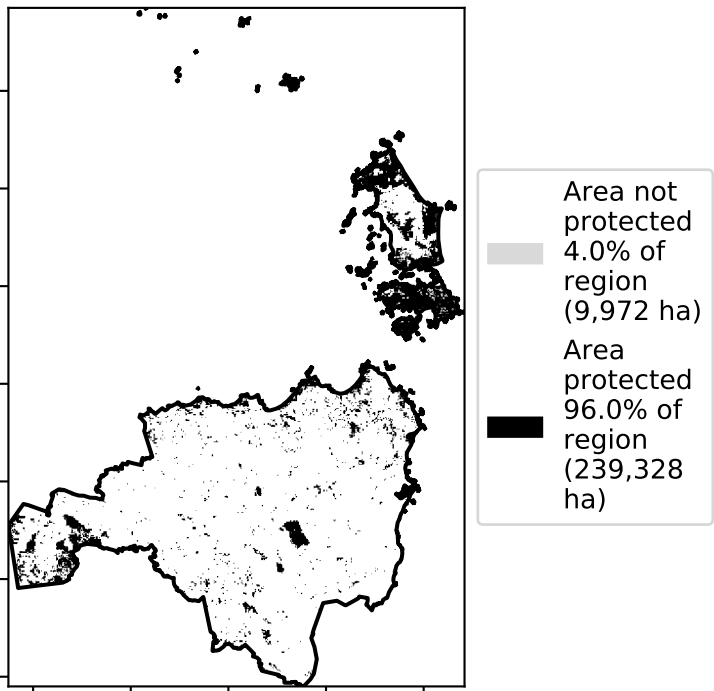 Area not
protected
4.0% of
region
(9,972 ha)
Area
protected
96.0% of
region
(239,328
ha)